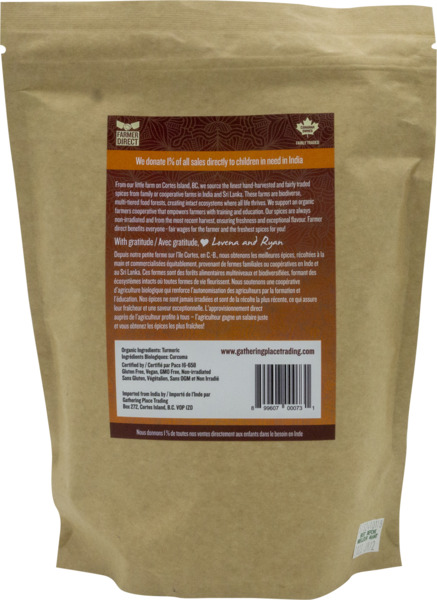 FARMER
DIRECT
CANADA
ORGANIC
FAIRLY TRADED
We donate 1% of all sales directly to children in need in India
From our little farm on Cortes Island, BC, we source the finest hand-harvested and fairly traded
spices from family or cooperative farms in India and Sri Lanka. These farms are biodiverse,
multi-tiered food forests, creating intact ecosystems where all life thrives. We support an organic
farmers cooperative that empowers farmers with training and education. Our spices are always
non-irradiated and from the most recent harvest, ensuring freshness and exceptional flavour. Farmer
direct benefits everyone - fair wages for the farmer and the freshest spices for you!
With gratitude / Avec gratitude, Lovena and Ryan
Depuis notre petite ferme sur l'île Cortes, en C.-B., nous obtenons les meilleures épices, récoltées à la
main et commercialisées équitablement, provenant de fermes familiales ou coopératives en Inde et
au Sri Lanka. Ces fermes sont des forêts alimentaires multiniveaux et biodiversifiées, formant des
écosystèmes intacts où toutes formes de vie fleurissent. Nous soutenons une coopérative
d'agriculture biologique qui renforce l'autonomisation des agriculteurs par la formation et
l'éducation. Nos épices ne sont jamais irradiées et sont de la récolte la plus récente, ce qui assure
leur fraîcheur et une saveur exceptionnelle. L'approvisionnement direct
auprès de l'agriculteur profite à tous – l'agriculteur gagne un salaire juste
et vous obtenez les épices les plus fraîches!
Organic Ingredients: Turmeric
Ingrédients Biologiques: Curcuma
Certified by / Certifié par Pacs 16-650
Gluten Free, Vegan, GMO Free, Non-irradiated
Sans Gluten, Végétalien, Sans OGM et Non Irradié
Imported from India by / Importé de l'Inde par
Gathering Place Trading
Box 272, Cortes Island, B.C. V0P 1Z0
www.gatheringplacetrading.com
8 99607 00073 1
Nous donnons 1 % de toutes nos ventes directement aux enfants dans le besoin en Inde